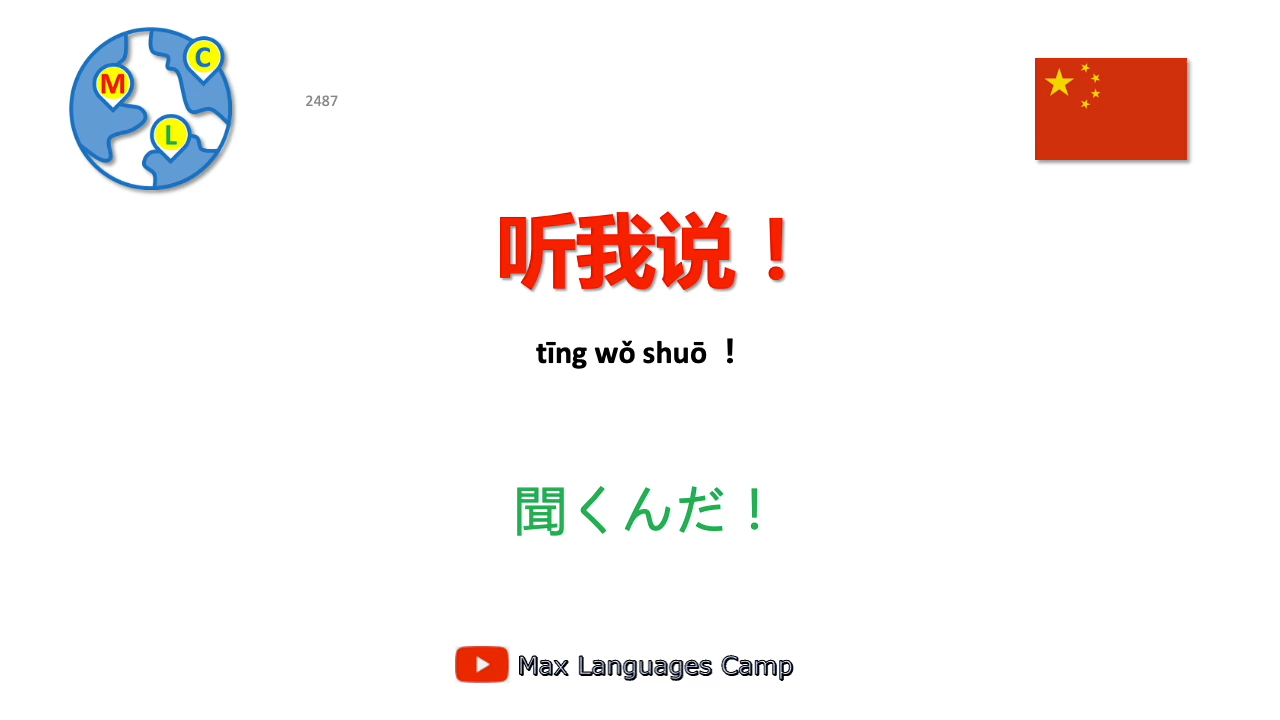 M
C
L
2487
听我说！
tīng wǒ shuō ！
聞くんだ！
Max Languages Camp